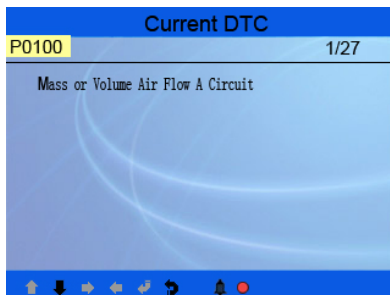 Current DTC
P0100 1/27
Mass or Volume Air Flow A Circuit